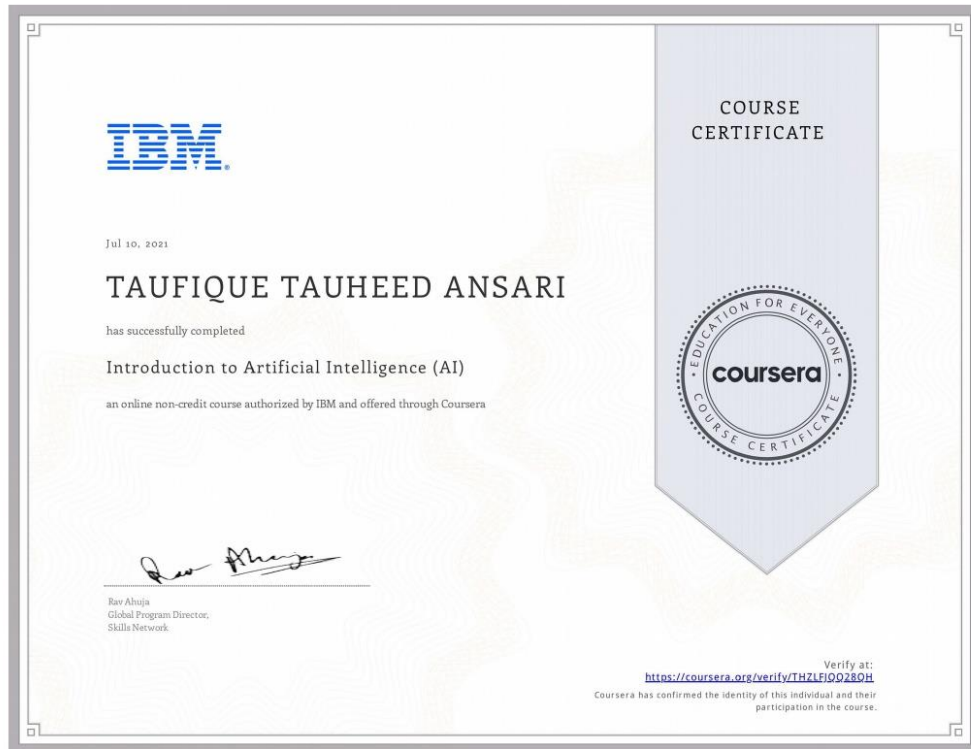 IBM
COURSE
CERTIFICATE
Jul 10, 2021
TAUFIQUE TAUHEED ANSARI
has successfully completed
Introduction to Artificial Intelligence (AI)
an online non-credit course authorized by IBM and offered through Coursera
EDUCATION FOR EVERYONE
coursera
COURSE CERTIFICATE
Rav Ahuja
Rav Ahuja
Global Program Director,
Skills Network
Verify at:
https://coursera.org/verify/THZLFJQQ28QH
Coursera has confirmed the identity of this individual and their
participation in the course.